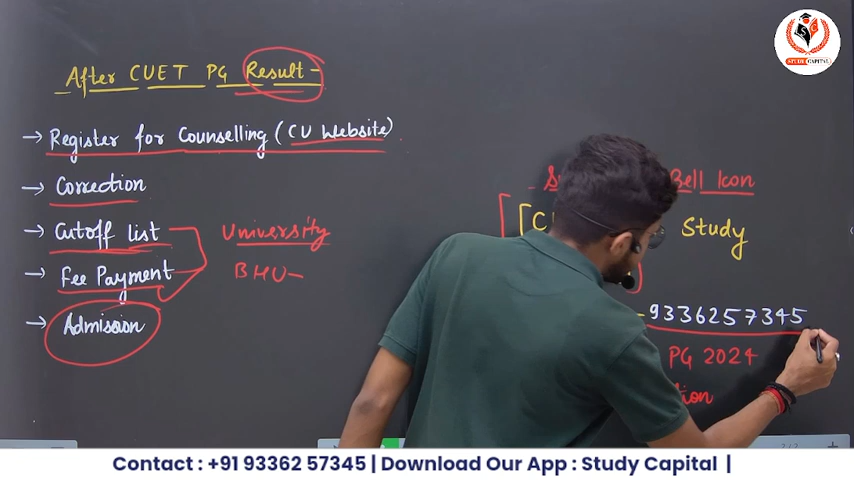 After CUET PG Result -
→ Register for Counselling (CU Website)
→ Correction
→ Cutoff list
→ Fee Payment
→ Admission
University
BHU -
Bell Icon
Study
- 9336257345
PG 2024
STUDY CAPITAL
Contact : +91 93362 57345 | Download Our App : Study Capital |